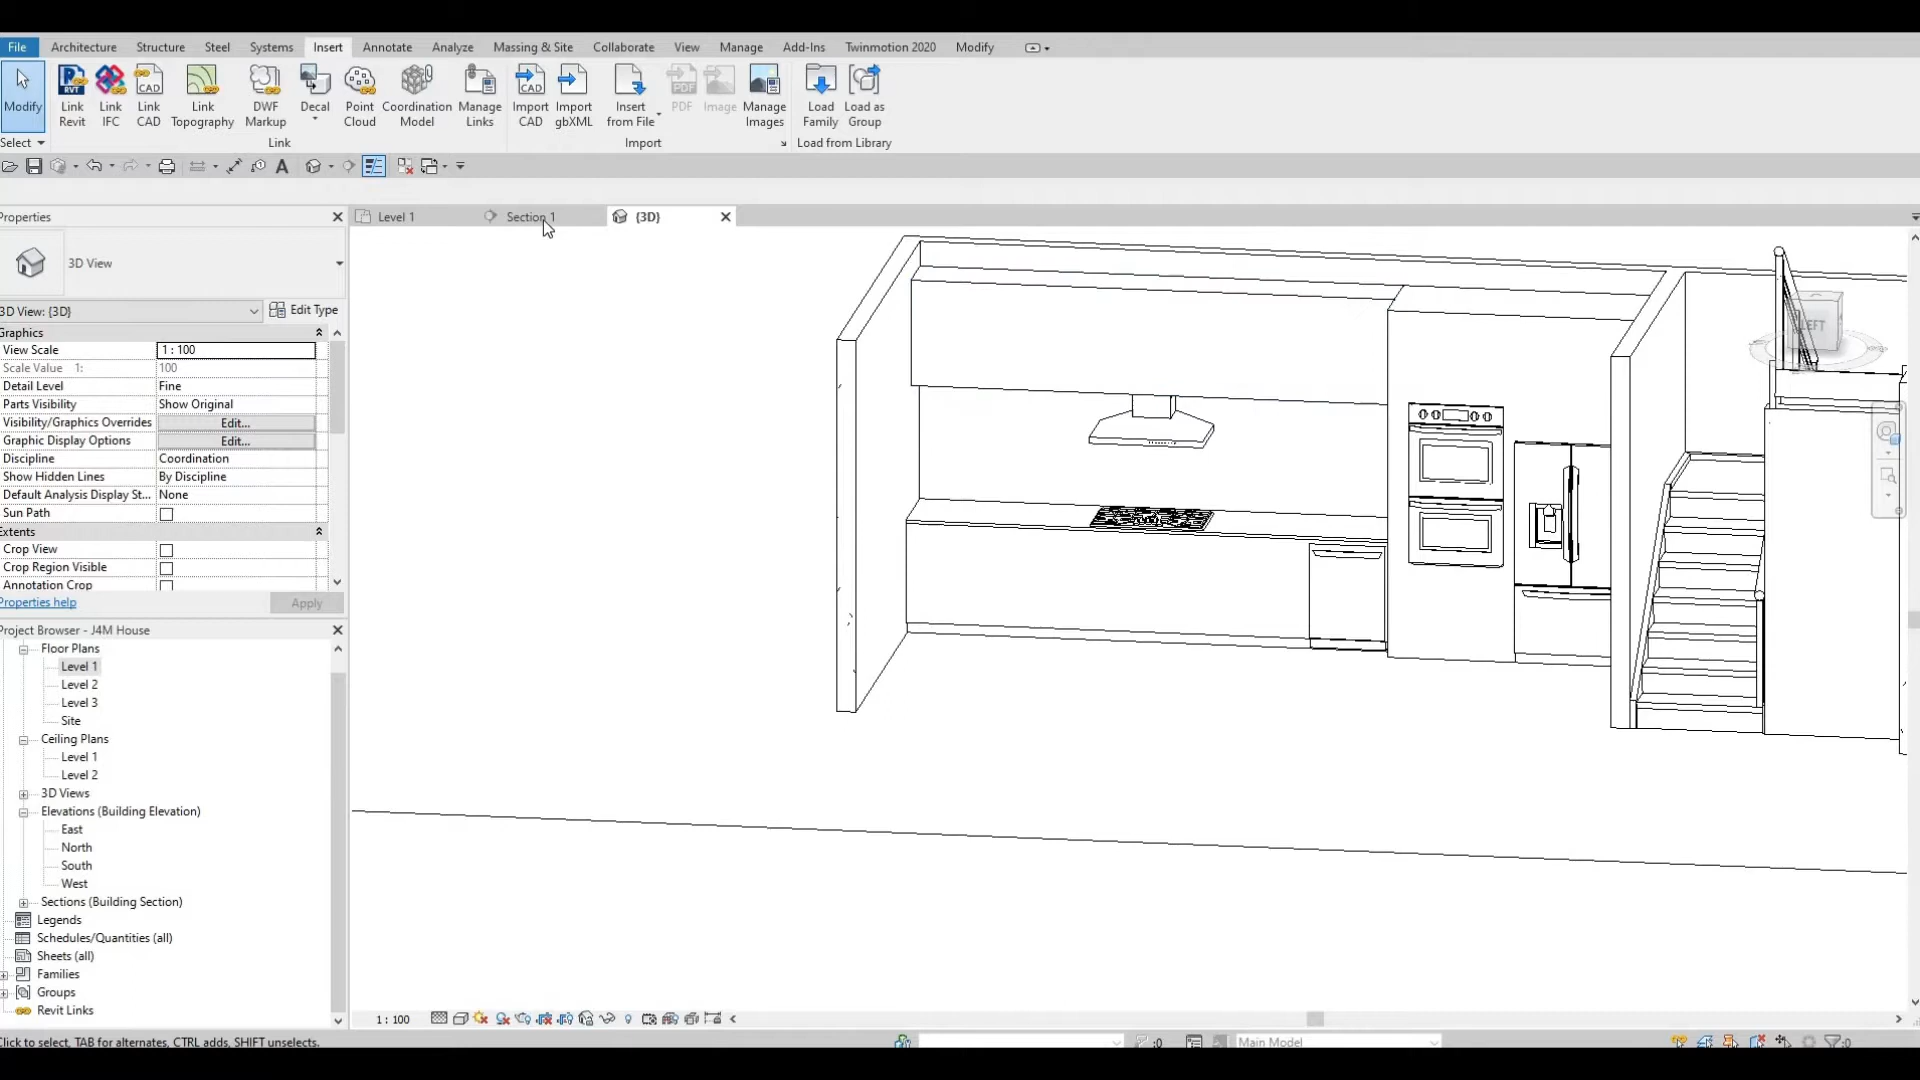 File Architecture Structure Steel Systems Insert Annotate Analyze Massing & Site Collaborate View Manage Add-Ins Twinmotion 2020 Modify
Modify
Link Revit
Link IFC
Link CAD
Link Topography
DWF Markup
Decal
Point Cloud
Coordination Model
Manage Links
Import CAD
Import gbXML
Insert from File
PDF
Image
Manage Images
Load Family
Load as Group
Select
Link
Import
Load from Library
Properties
Level 1
Section 1
{3D}
3D View
3D View: {3D}
Edit Type
Graphics
View Scale 1 : 100
Scale Value 1: 100
Detail Level Fine
Parts Visibility Show Original
Visibility/Graphics Overrides Edit...
Graphic Display Options Edit...
Discipline Coordination
Show Hidden Lines By Discipline
Default Analysis Display St... None
Sun Path
Extents
Crop View
Crop Region Visible
Annotation Crop
Properties help
Apply
Project Browser - J4M House
Floor Plans
Level 1
Level 2
Level 3
Site
Ceiling Plans
Level 1
Level 2
3D Views
Elevations (Building Elevation)
East
North
South
West
Sections (Building Section)
Legends
Schedules/Quantities (all)
Sheets (all)
Families
Groups
Revit Links
LEFT
1 : 100
Click to select, TAB for alternates, CTRL adds, SHIFT unselects.
:0
Main Model
:0